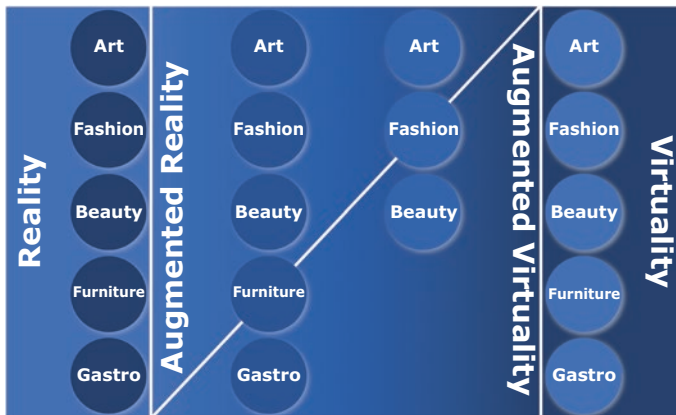 Reality
Art
Fashion
Beauty
Furniture
Gastro
Augmented Reality
Art
Fashion
Beauty
Furniture
Gastro
Art
Fashion
Beauty
Augmented Virtuality
Art
Fashion
Beauty
Furniture
Gastro
Virtuality